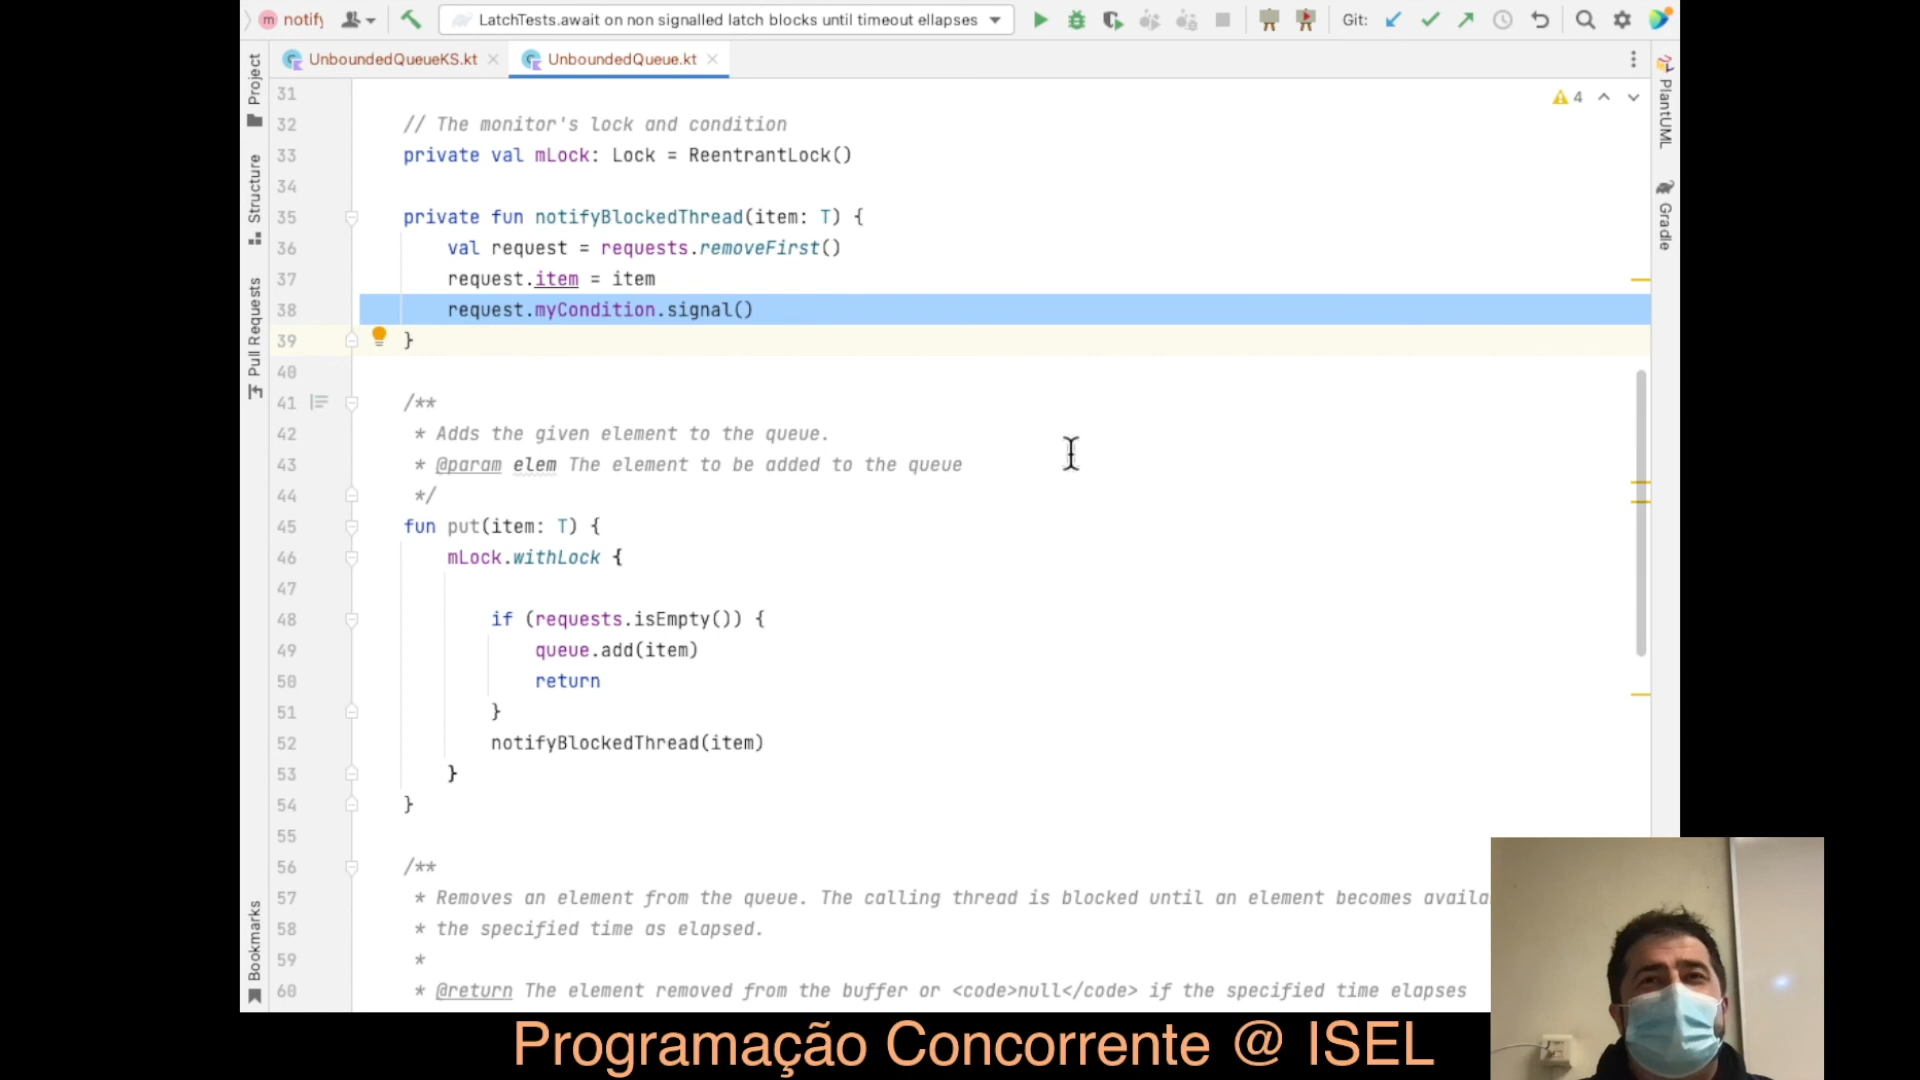 notify
LatchTests.await on non signalled latch blocks until timeout ellapses
Git:
UnboundedQueueKS.kt
UnboundedQueue.kt
Project
Structure
Pull Requests
Bookmarks
PlantUML
Gradle
4
31
32 // The monitor's lock and condition
33 private val mLock: Lock = ReentrantLock()
34
35 private fun notifyBlockedThread(item: T) {
36 val request = requests.removeFirst()
37 request.item = item
38 request.myCondition.signal()
39 }
40
41 /**
42 * Adds the given element to the queue.
43 * @param elem The element to be added to the queue
44 */
45 fun put(item: T) {
46 mLock.withLock {
47
48 if (requests.isEmpty()) {
49 queue.add(item)
50 return
51 }
52 notifyBlockedThread(item)
53 }
54 }
55
56 /**
57 * Removes an element from the queue. The calling thread is blocked until an element becomes availa
58 * the specified time as elapsed.
59 *
60 * @return The element removed from the buffer or <code>null</code> if the specified time elapses
Programação Concorrente @ ISEL